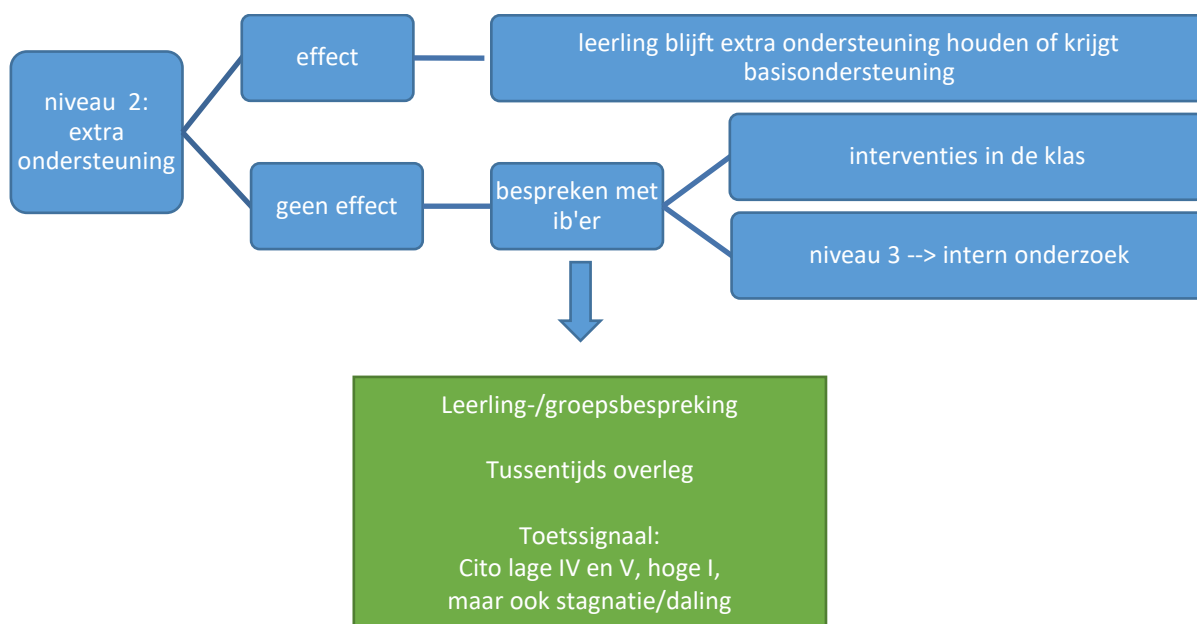 niveau 2:
extra
ondersteuning
effect
leerling blijft extra ondersteuning houden of krijgt
basisondersteuning
geen effect
bespreken met
ib'er
interventies in de klas
niveau 3 --> intern onderzoek
Leerling-/groepsbespreking
Tussentijds overleg
Toetssignaal:
Cito lage IV en V, hoge I,
maar ook stagnatie/daling